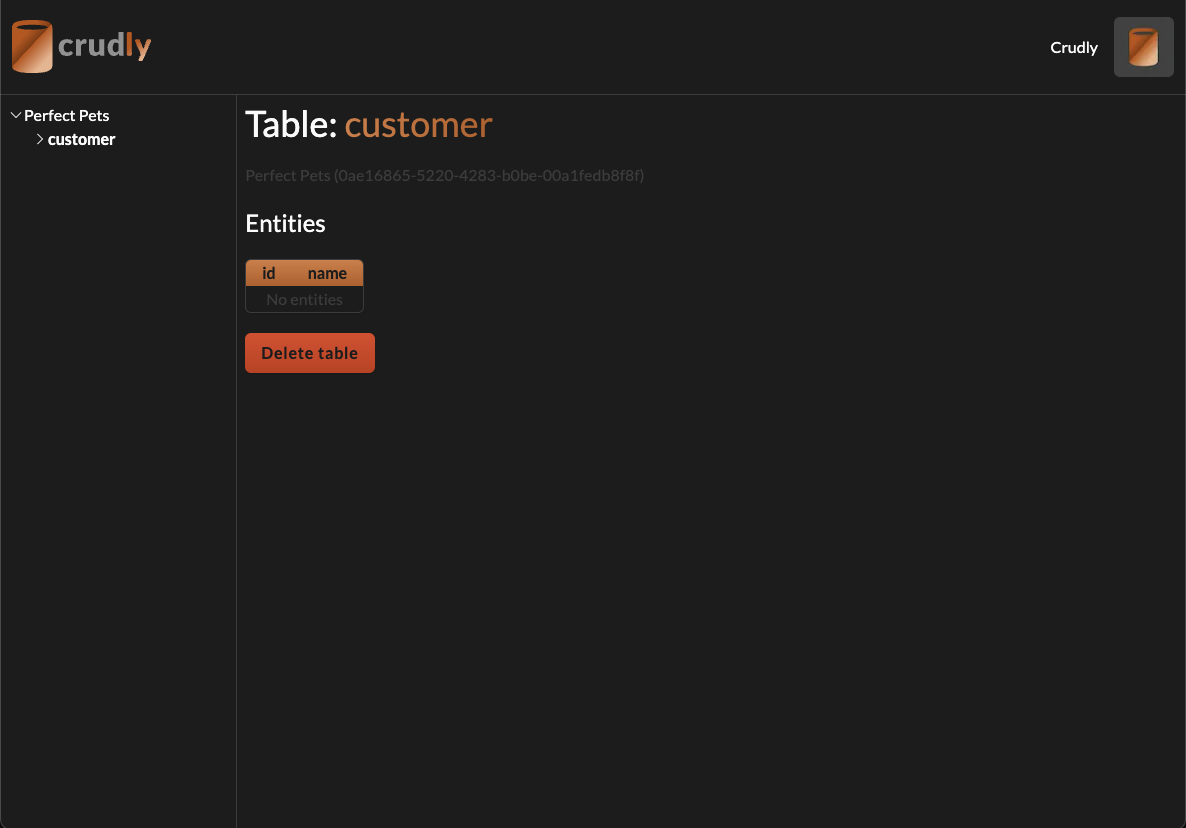 crudly
Crudly
Perfect Pets
customer
Table: customer
Perfect Pets (0ae16865-5220-4283-b0be-00a1fedb8f8f)
Entities
id name
No entities
Delete table